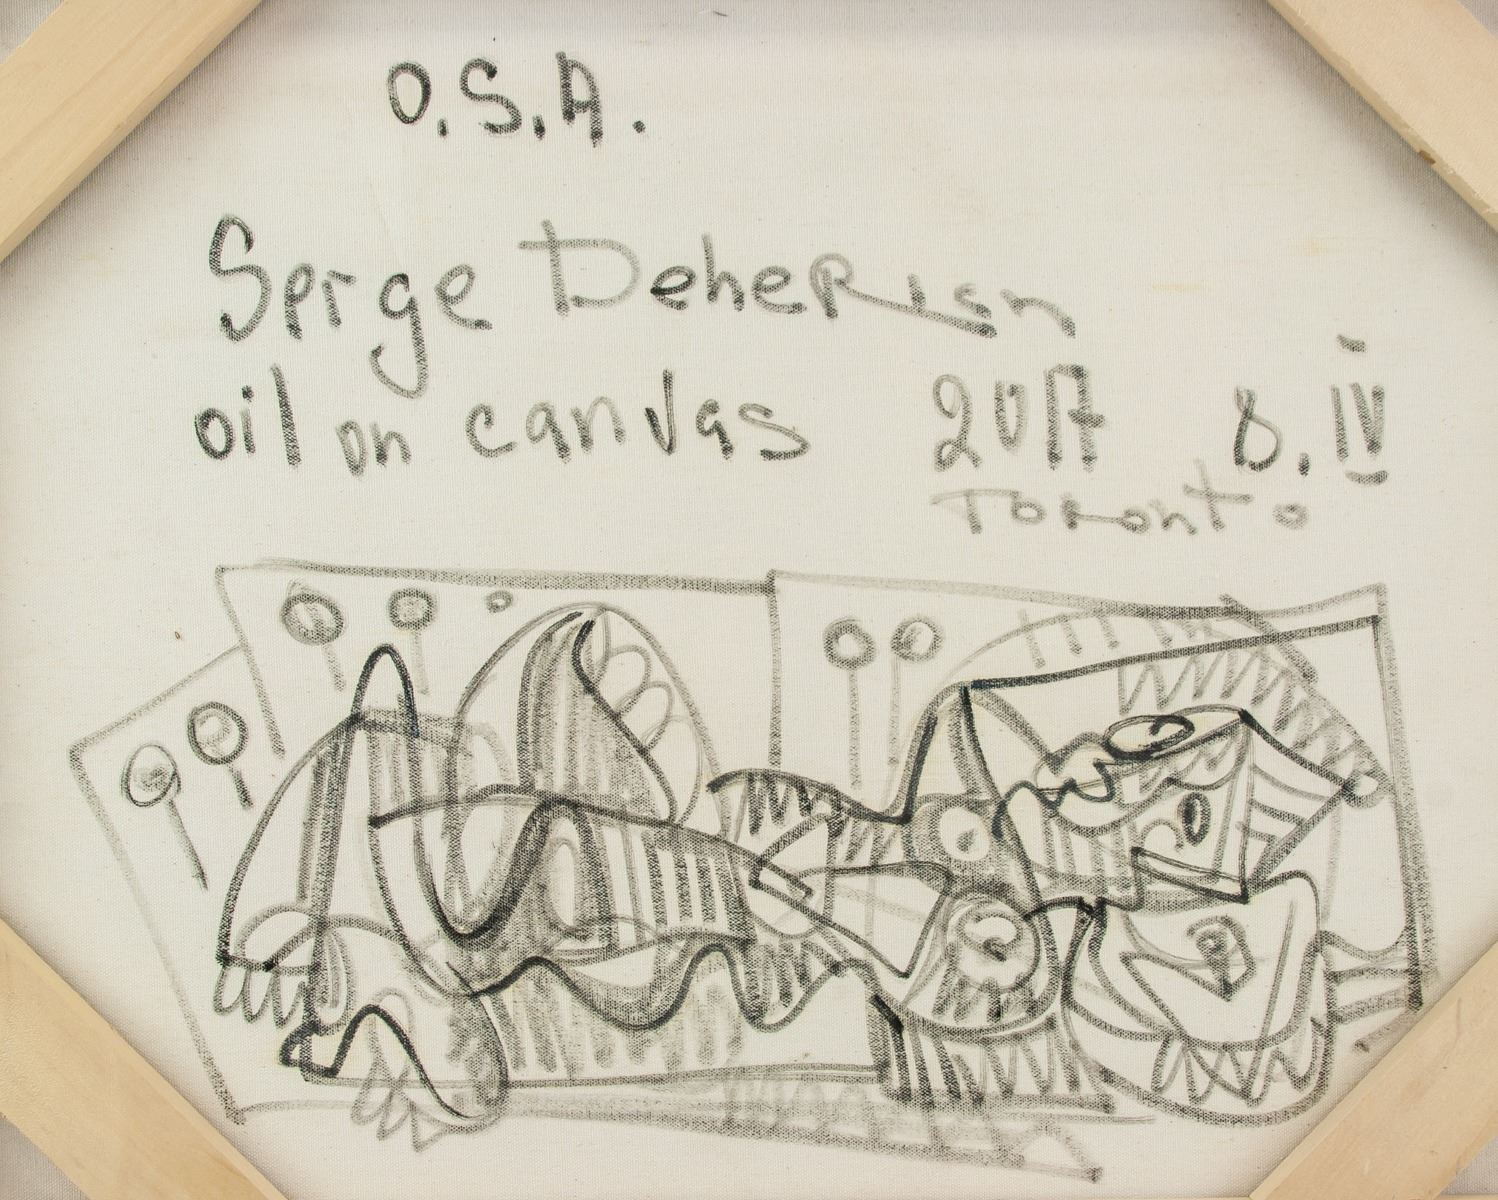 O.S.A.
Serge Deherian
oil on canvas 2017 8. IV
Toronto